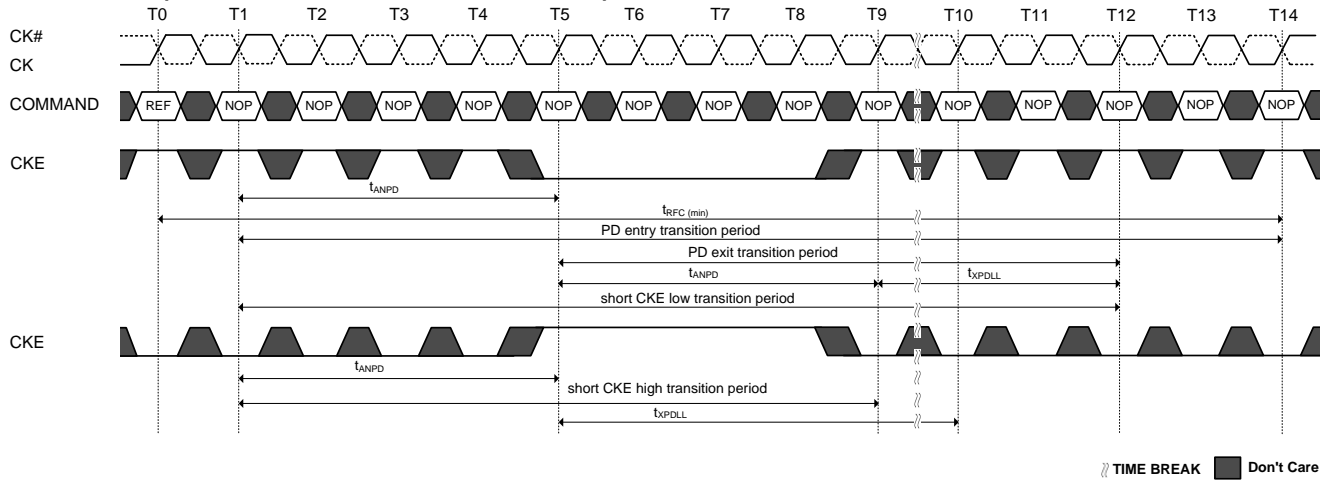 T0 T1 T2 T3 T4 T5 T6 T7 T8 T9 T10 T11 T12 T13 T14
CK#
CK
COMMAND REF NOP NOP NOP NOP NOP NOP NOP NOP NOP NOP NOP NOP NOP NOP
CKE
tANPD
tRFC (min)
PD entry transition period
PD exit transition period
tANPD tXPDLL
short CKE low transition period
CKE
tANPD
short CKE high transition period
tXPDLL
TIME BREAK Don't Care